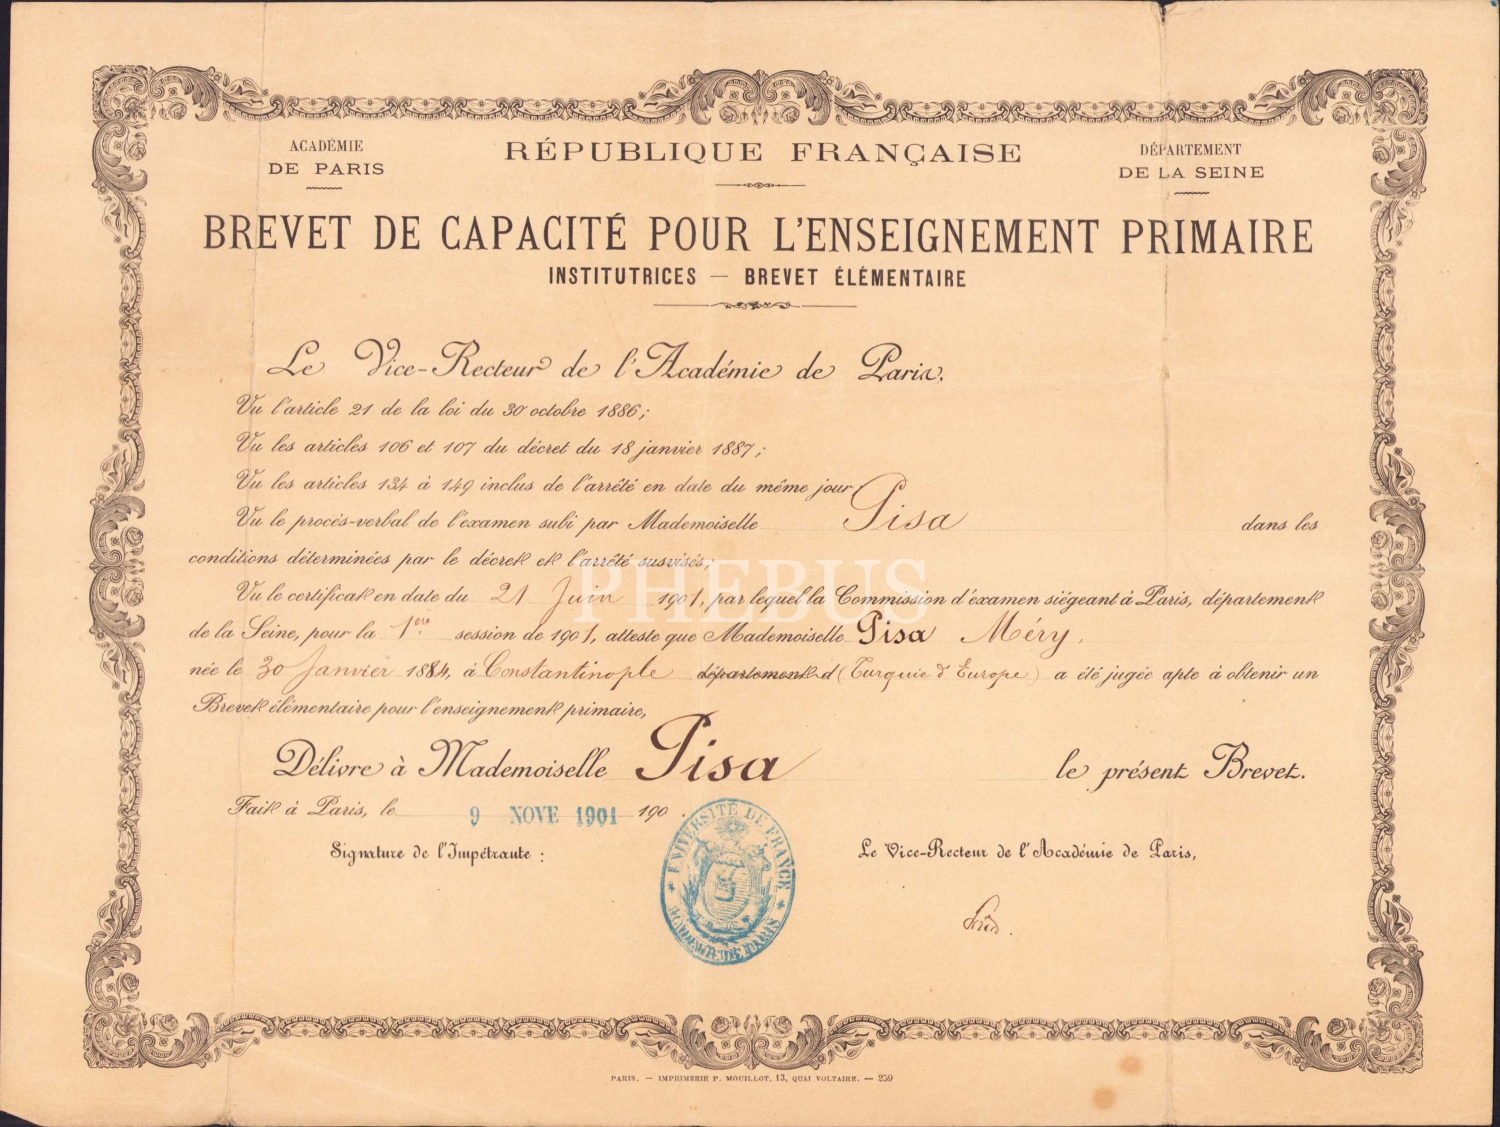 ACADÉMIE
DE PARIS
RÉPUBLIQUE FRANÇAISE
DÉPARTEMENT
DE LA SEINE
BREVET DE CAPACITÉ POUR L'ENSEIGNEMENT PRIMAIRE
INSTITUTRICES — BREVET ÉLÉMENTAIRE
Le Vice-Recteur de l'Académie de Paris,
Vu l'article 21 de la loi du 30 octobre 1886;
Vu les articles 106 et 107 du décret du 18 janvier 1887;
Vu les articles 134 à 149 inclus de l'arrêté en date du même jour;
Vu le procès-verbal de l'examen subi par Mademoiselle Pisa dans les
conditions déterminées par le décret et l'arrêté susvisés;
PHEBUS
Vu le certificat en date du 21 Juin 1901, par lequel la Commission d'examen siégeant à Paris, département
de la Seine, pour la 1ère session de 1901, atteste que Mademoiselle Pisa Méry,
née le 30 Janvier 1884, à Constantinople département d (Turquie d'Europe) a été jugée apte à obtenir un
Brevet élémentaire pour l'enseignement primaire,
Délivre à Mademoiselle Pisa le présent Brevet.
Fait à Paris, le 9 NOVE 1901 190 .
Signature de l'Impétrante :
Le Vice-Recteur de l'Académie de Paris,
UNIVERSITÉ DE FRANCE
ACADÉMIE DE PARIS
PARIS. — IMPRIMERIE P. MOUILLOT, 13, QUAI VOLTAIRE. — 259